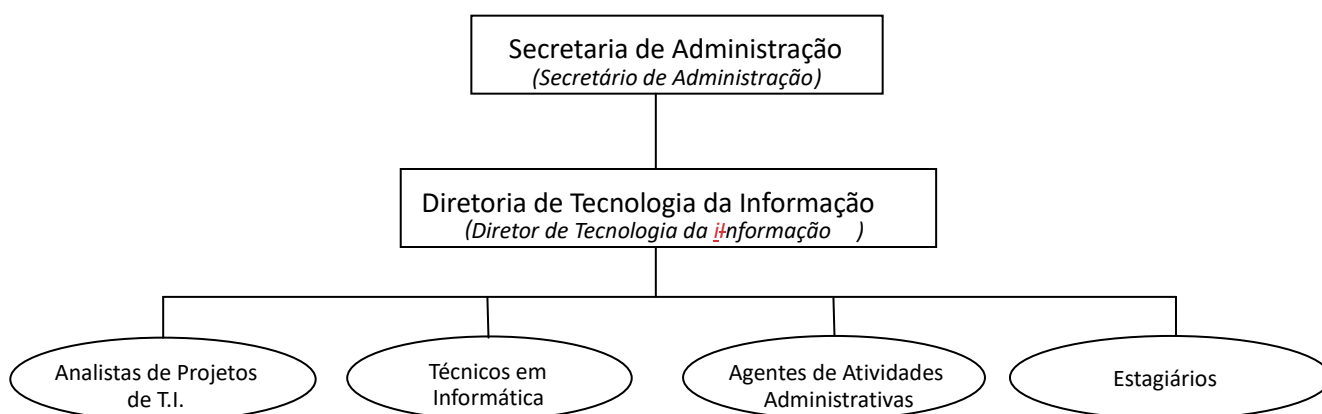 Secretaria de Administração
(Secretário de Administração)
Diretoria de Tecnologia da Informação
(Diretor de Tecnologia da iInformação )
Analistas de Projetos
de T.I.
Técnicos em
Informática
Agentes de Atividades
Administrativas
Estagiários